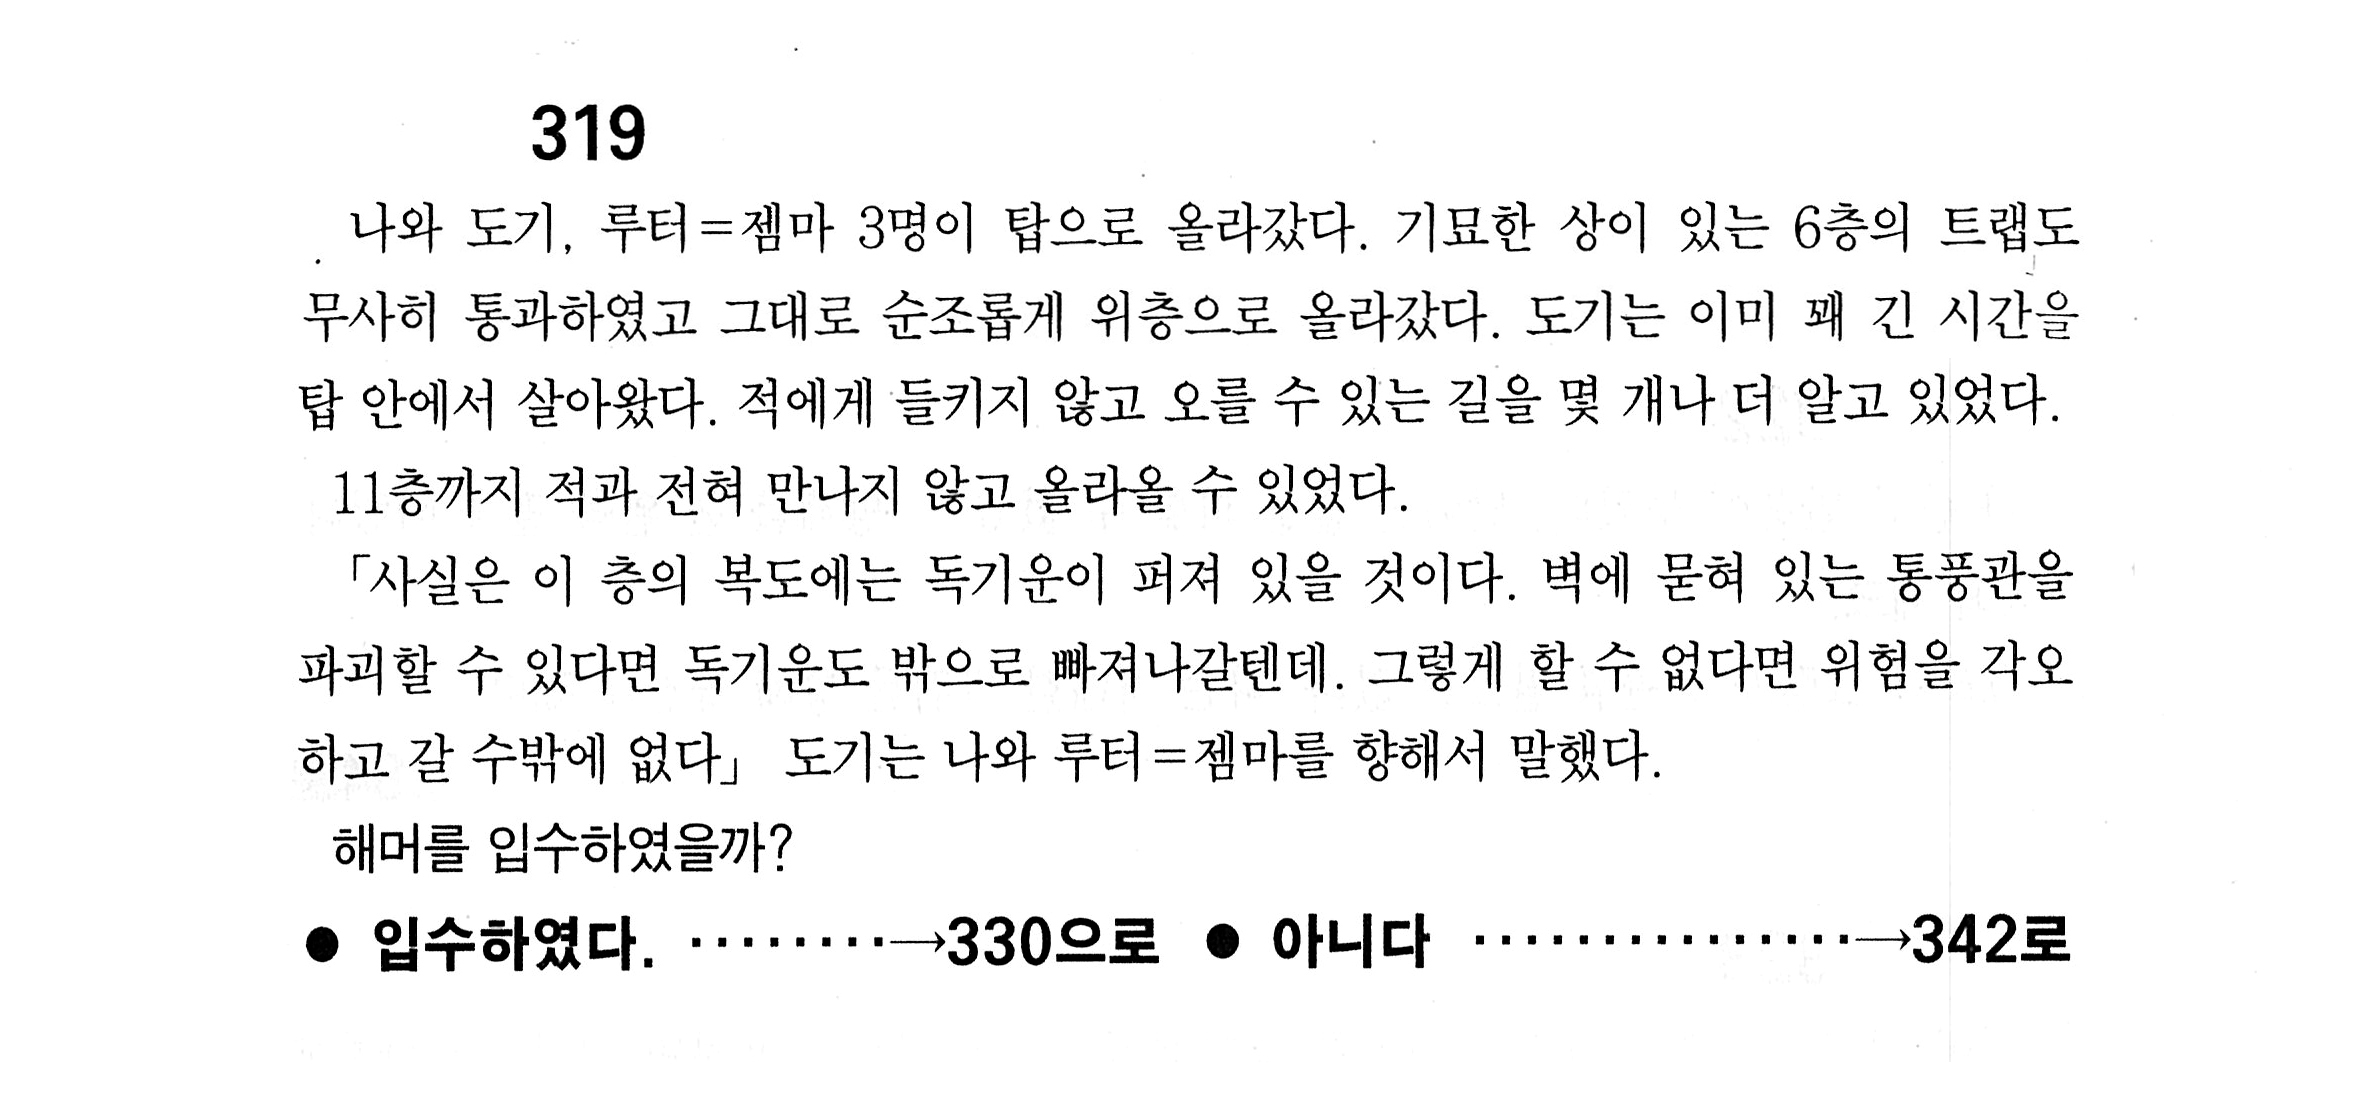 319
나와 도기, 루터=젬마 3명이 탑으로 올라갔다. 기묘한 상이 있는 6층의 트랩도
무사히 통과하였고 그대로 순조롭게 위층으로 올라갔다. 도기는 이미 꽤 긴 시간을
탑 안에서 살아왔다. 적에게 들키지 않고 오를 수 있는 길을 몇 개나 더 알고 있었다.
11층까지 적과 전혀 만나지 않고 올라올 수 있었다.
「사실은 이 층의 복도에는 독기운이 퍼져 있을 것이다. 벽에 묻혀 있는 통풍관을
파괴할 수 있다면 독기운도 밖으로 빠져나갈텐데. 그렇게 할 수 없다면 위험을 각오
하고 갈 수밖에 없다」 도기는 나와 루터=젬마를 향해서 말했다.
해머를 입수하였을까?
● 입수하였다. ········→330으로 ● 아니다 ···············→342로